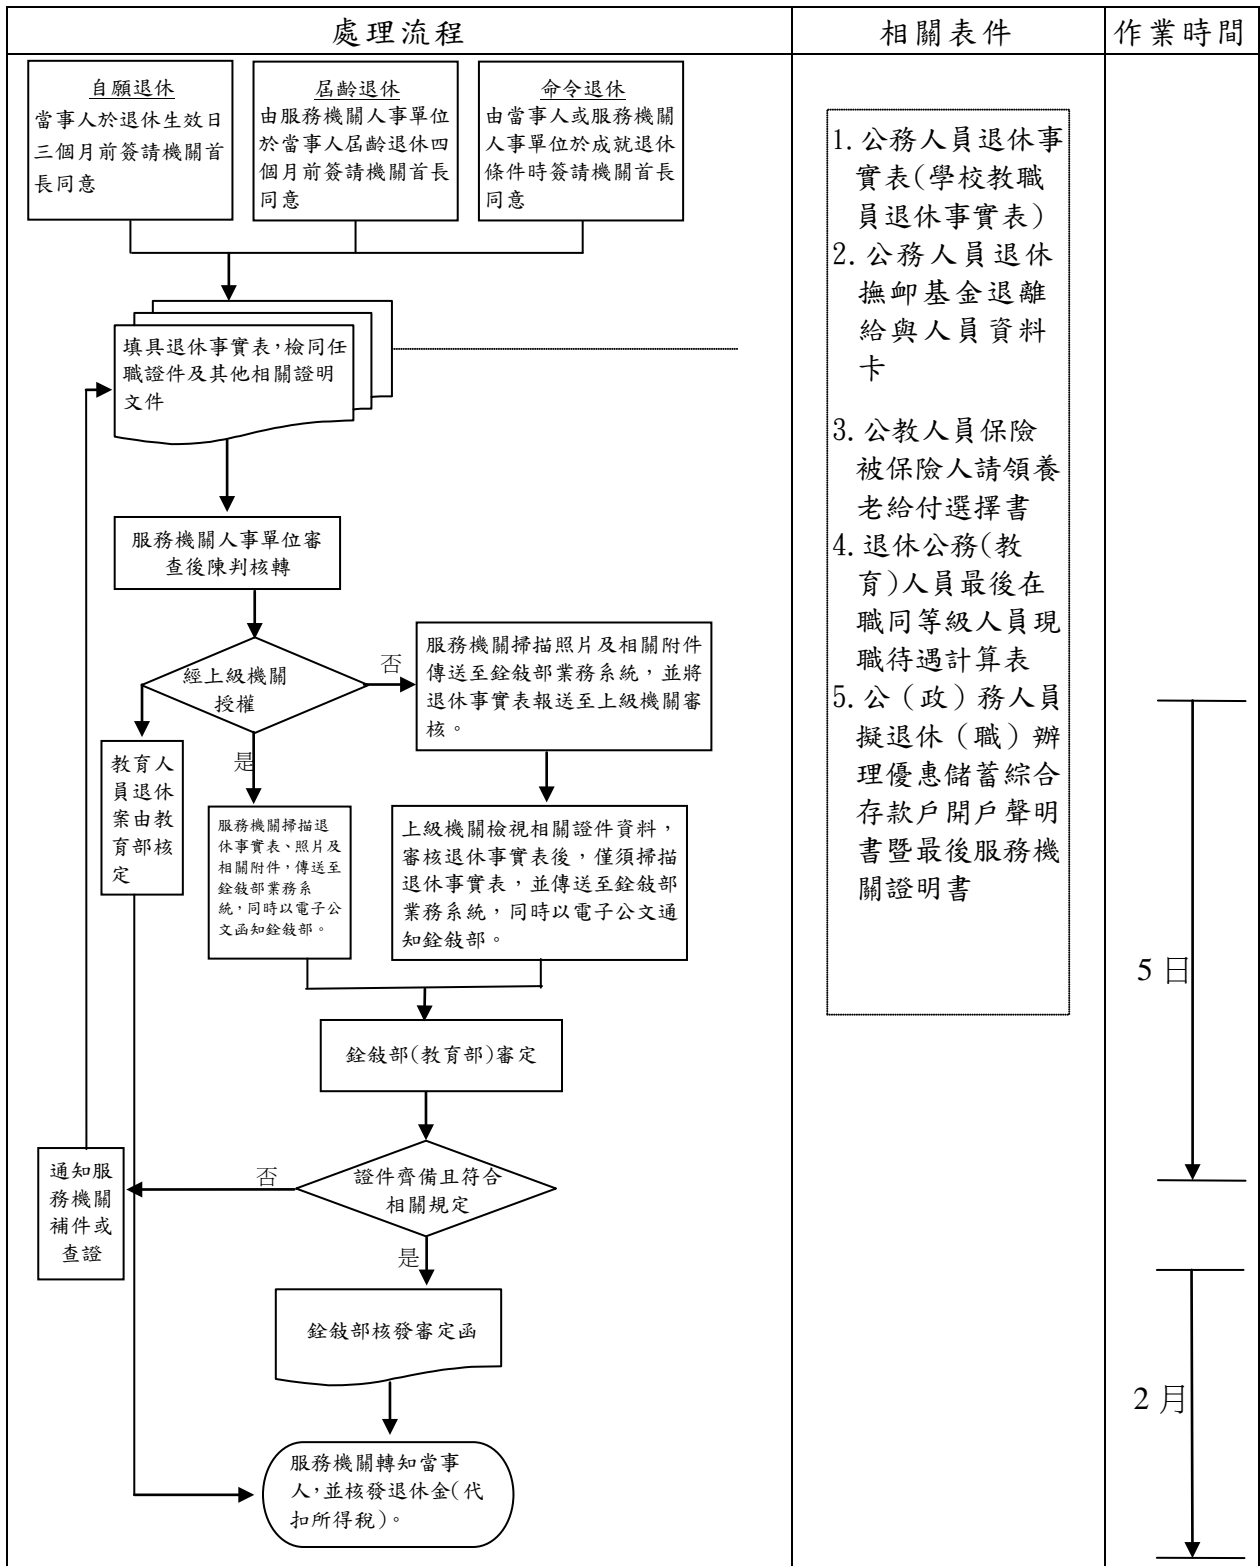 處理流程
相關表件
作業時間
自願退休
當事人於退休生效日
三個月前簽請機關首
長同意
屆齡退休
由服務機關人事單位
於當事人屆齡退休四
個月前簽請機關首長
同意
命令退休
由當事人或服務機關
人事單位於成就退休
條件時簽請機關首長
同意
填具退休事實表，檢同任
職證件及其他相關證明
文件
服務機關人事單位審
查後陳判核轉
經上級機關
授權
否
是
服務機關掃描照片及相關附件
傳送至銓敘部業務系統，並將
退休事實表報送至上級機關審
核。
教育人
員退休
案由教
育部核
定
服務機關掃描退
休事實表、照片及
相關附件，傳送至
銓敘部業務系
統，同時以電子公
文函知銓敘部。
上級機關檢視相關證件資料，
審核退休事實表後，僅須掃描
退休事實表，並傳送至銓敘部
業務系統，同時以電子公文通
知銓敘部。
銓敘部(教育部)審定
證件齊備且符合
相關規定
否
是
通知服
務機關
補件或
查證
銓敘部核發審定函
服務機關轉知當事
人，並核發退休金(代
扣所得稅)。
1.公務人員退休事
實表(學校教職
員退休事實表)
2.公務人員退休
撫卹基金退離
給與人員資料
卡
3.公教人員保險
被保險人請領養
老給付選擇書
4.退休公務(教
育)人員最後在
職同等級人員現
職待遇計算表
5.公（政）務人員
擬退休（職）辦
理優惠儲蓄綜合
存款戶開戶聲明
書暨最後服務機
關證明書
5 日
2 月